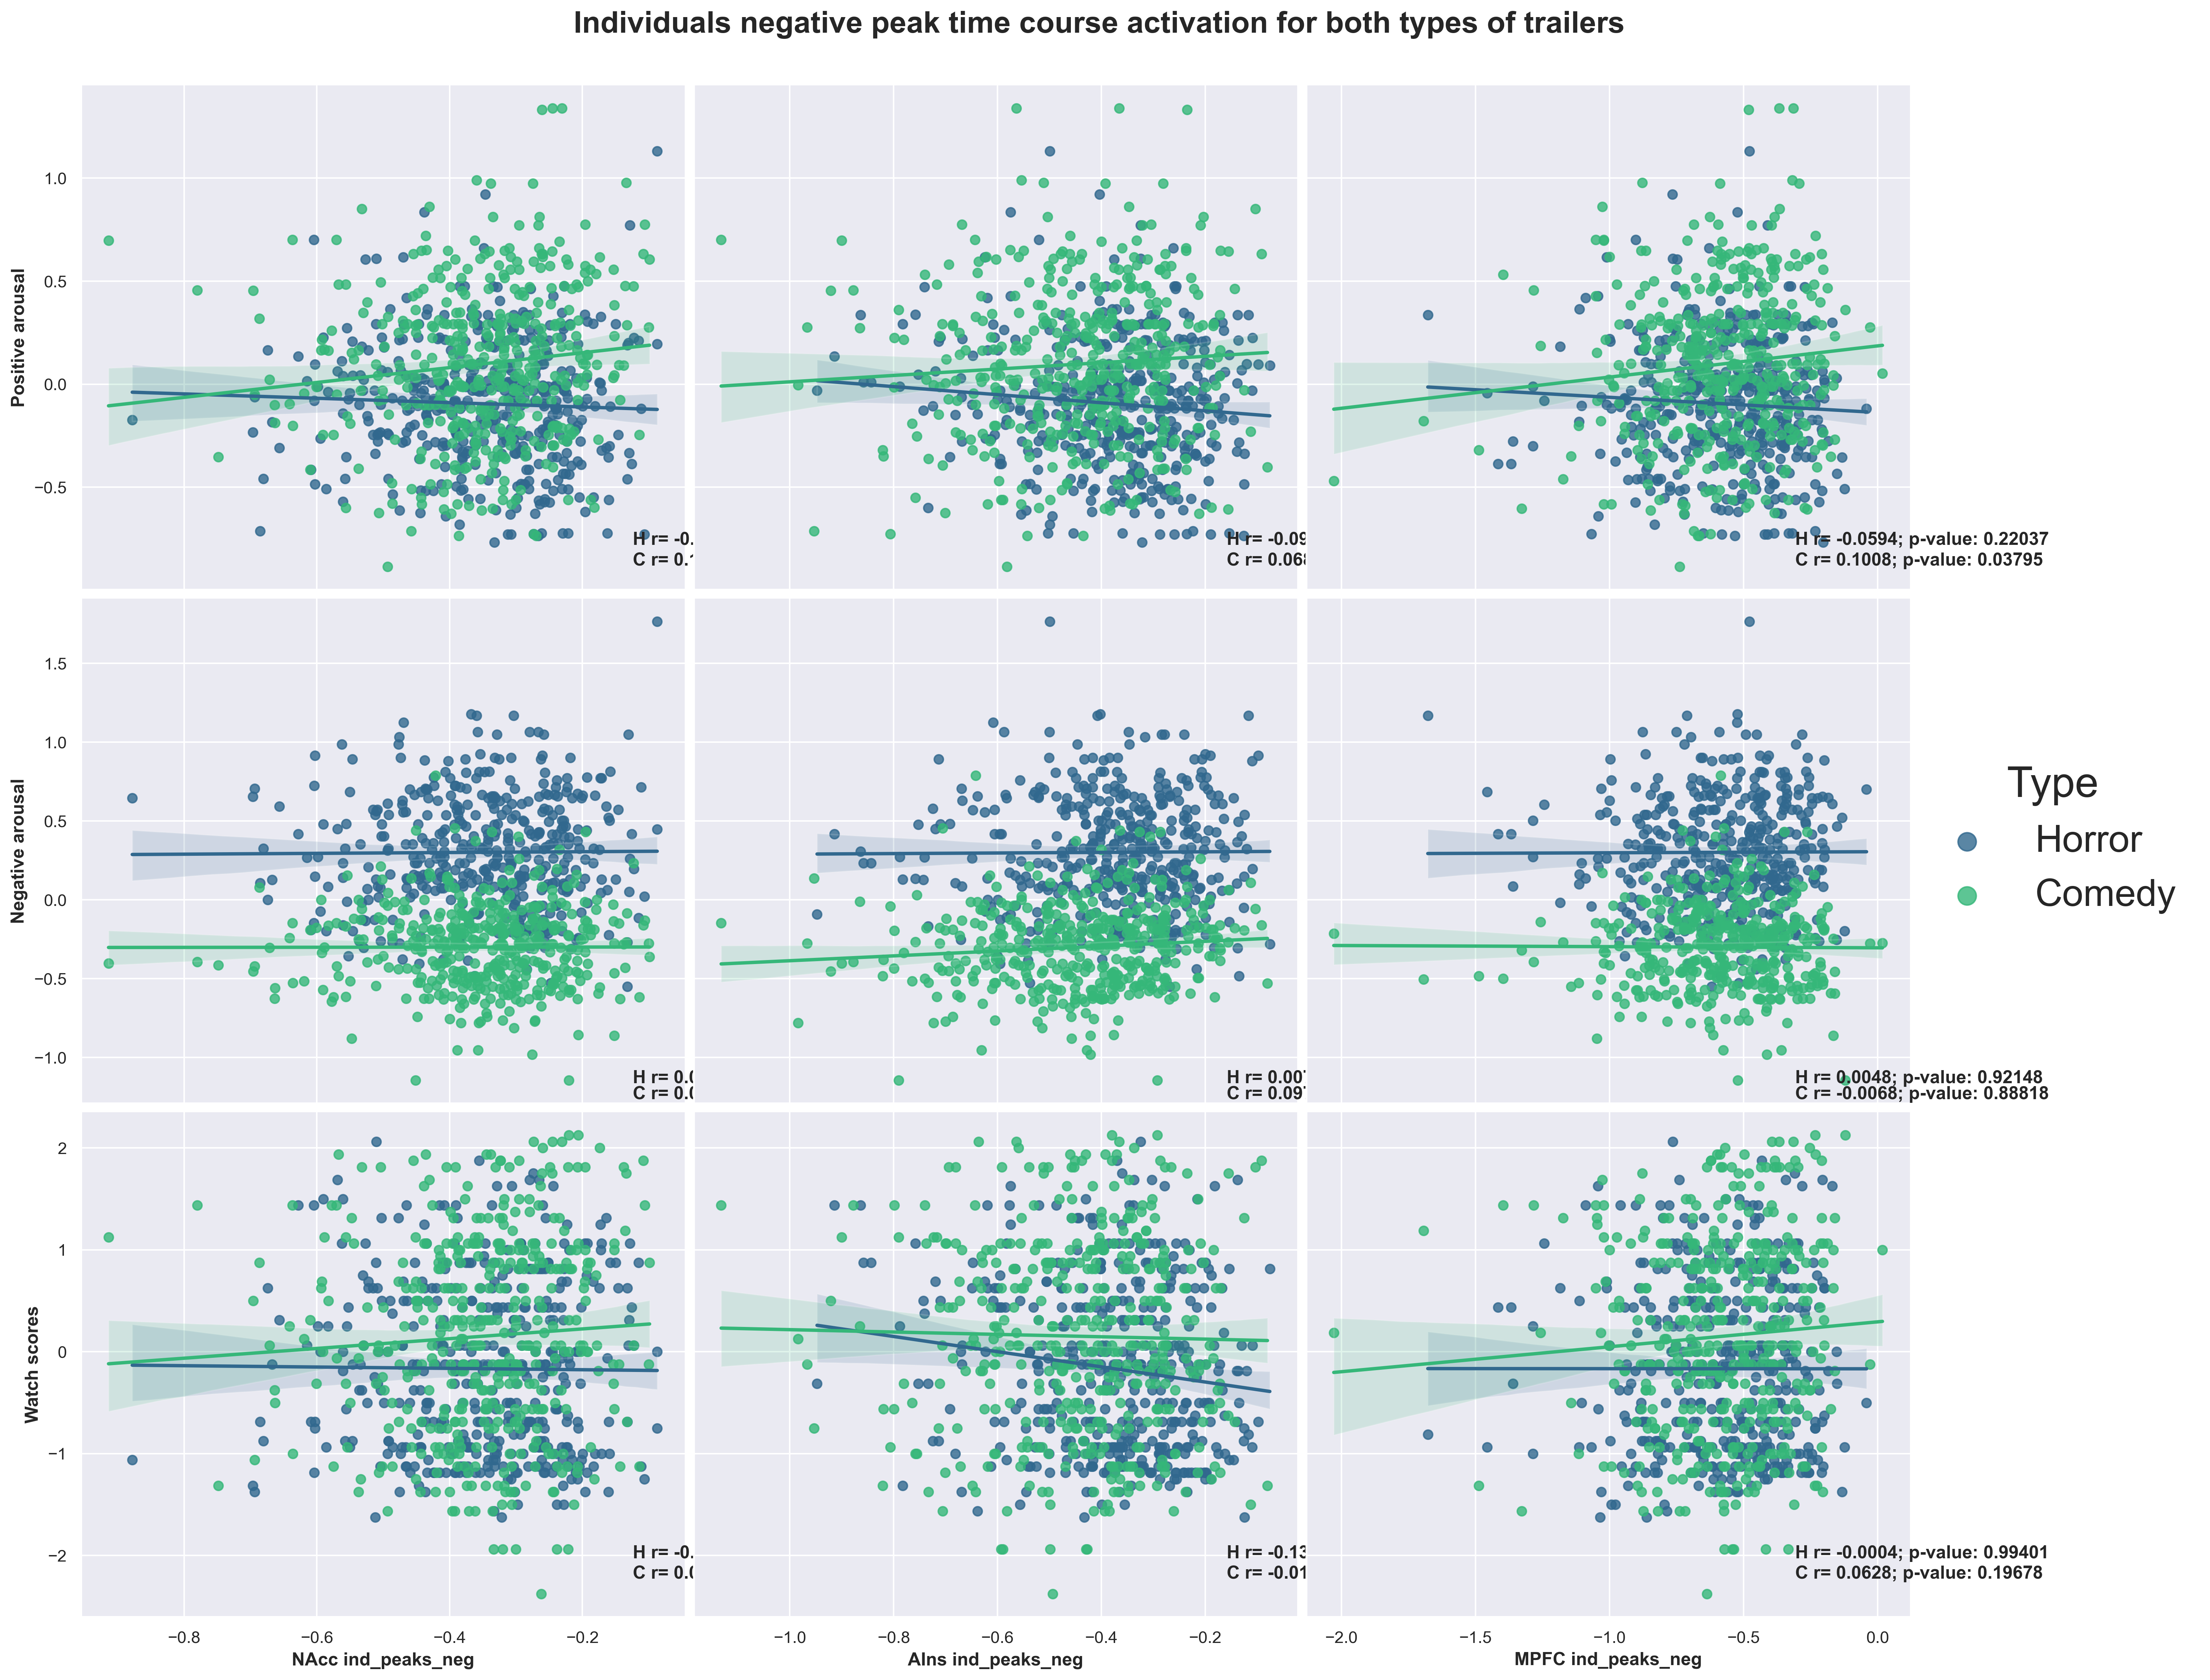 Individuals negative peak time course activation for both types of trailers
Positive arousal
1.0
0.5
0.0
−0.5
H r= -0.
C r= 0.1
H r= -0.09
C r= 0.068
H r= -0.0594; p-value: 0.22037
C r= 0.1008; p-value: 0.03795
Negative arousal
1.5
1.0
0.5
0.0
−0.5
−1.0
H r= 0.0
C r= 0.0
H r= 0.007
C r= 0.097
H r= 0.0048; p-value: 0.92148
C r= -0.0068; p-value: 0.88818
Type
Horror
Comedy
Watch scores
2
1
0
−1
−2
H r= -0.
C r= 0.0
H r= -0.13
C r= -0.01
H r= -0.0004; p-value: 0.99401
C r= 0.0628; p-value: 0.19678
−0.8 −0.6 −0.4 −0.2
NAcc ind_peaks_neg
−1.0 −0.8 −0.6 −0.4 −0.2
AIns ind_peaks_neg
−2.0 −1.5 −1.0 −0.5 0.0
MPFC ind_peaks_neg